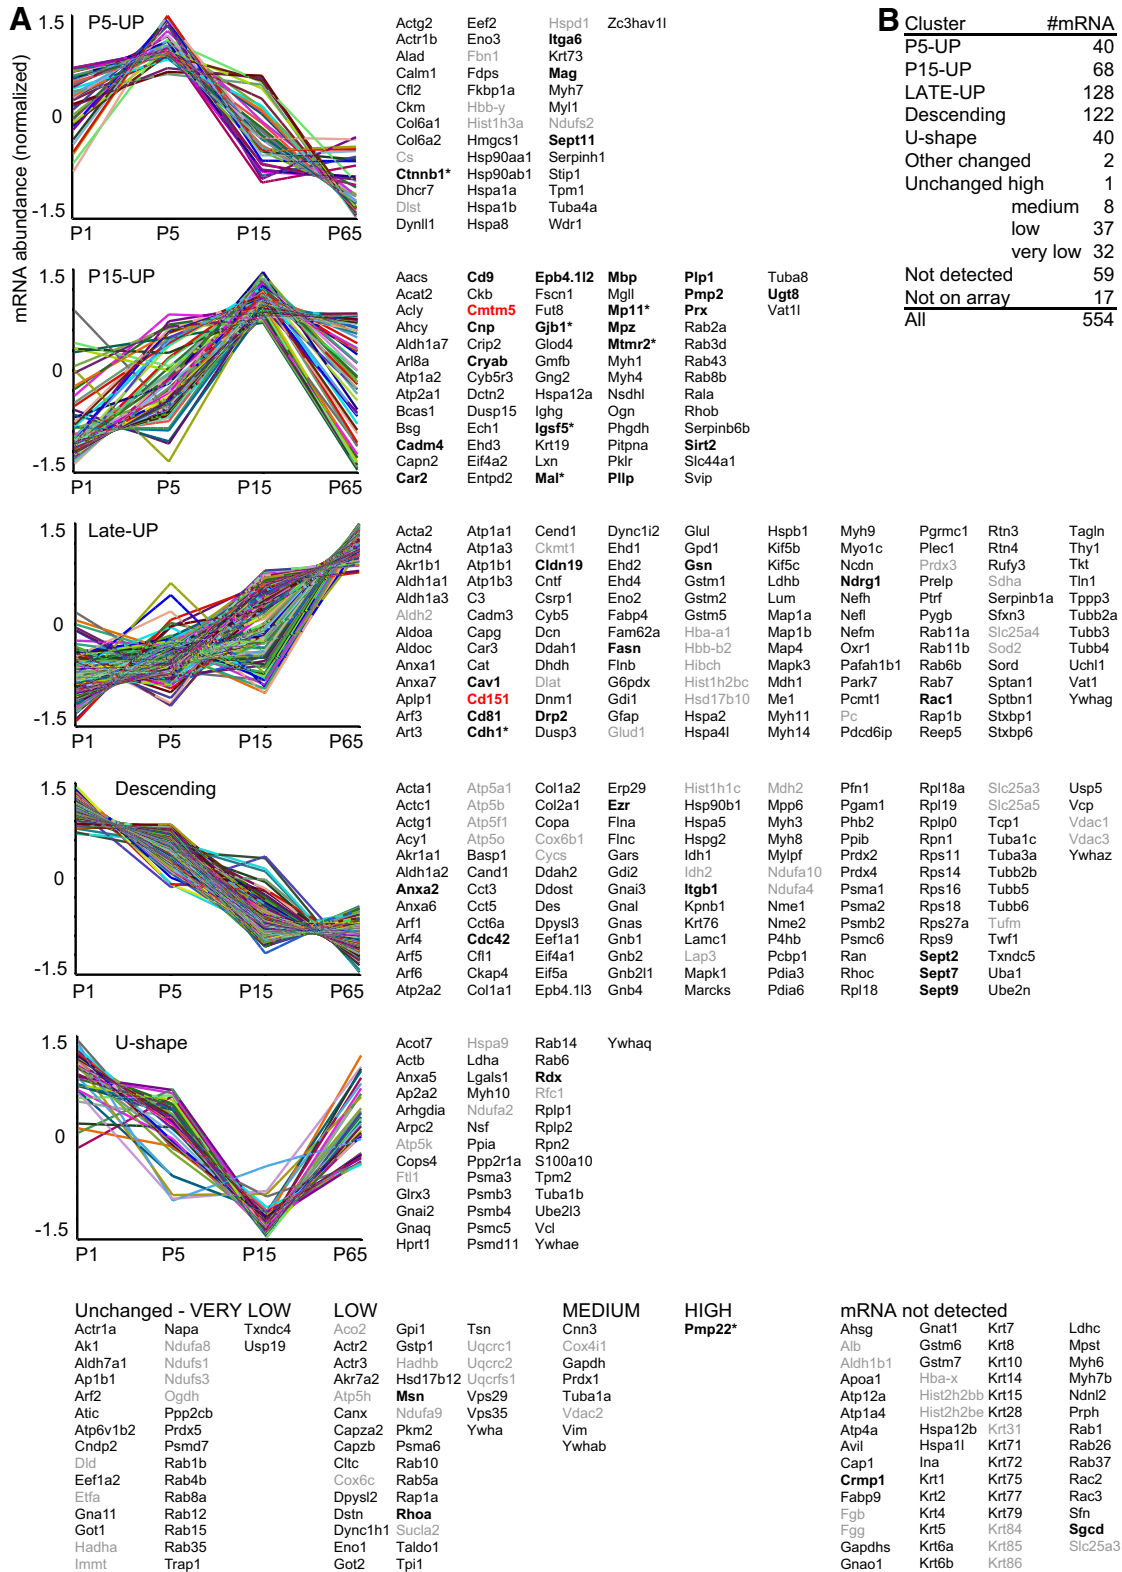 A
B
mRNA abundance (normalized)
1.5 P5-UP
0
-1.5
P1 P5 P15 P65
Actg2 Eef2 Hspd1 Zc3hav1l
Actr1b Eno3 Itga6
Alad Fbn1 Krt73
Calm1 Fdps Mag
Cfl2 Fkbp1a Myh7
Ckm Hbb-y Myl1
Col6a1 Hist1h3a Ndufs2
Col6a2 Hmgcs1 Sept11
Cs Hsp90aa1 Serpinh1
Ctnnb1* Hsp90ab1 Stip1
Dhcr7 Hspa1a Tpm1
Dlst Hspa1b Tuba4a
Dynll1 Hspa8 Wdr1
Cluster #mRNA
P5-UP 40
P15-UP 68
LATE-UP 128
Descending 122
U-shape 40
Other changed 2
Unchanged high 1
medium 8
low 37
very low 32
Not detected 59
Not on array 17
All 554
1.5 P15-UP
0
-1.5
P1 P5 P15 P65
Aacs Cd9 Epb4.1l2 Mbp Plp1 Tuba8
Acat2 Ckb Fscn1 Mgll Pmp2 Ugt8
Acly Cmtm5 Fut8 Mp11* Prx Vat1l
Ahcy Cnp Gjb1* Mpz Rab2a
Aldh1a7 Crip2 Glod4 Mtmr2* Rab3d
Arl8a Cryab Gmfb Myh1 Rab43
Atp1a2 Cyb5r3 Gng2 Myh4 Rab8b
Atp2a1 Dctn2 Hspa12a Nsdhl Rala
Bcas1 Dusp15 Ighg Ogn Rhob
Bsg Ech1 Igsf5* Phgdh Serpinb6b
Cadm4 Ehd3 Krt19 Pitpna Sirt2
Capn2 Eif4a2 Lxn Pklr Slc44a1
Car2 Entpd2 Mal* Pllp Svip
1.5 Late-UP
0
-1.5
P1 P5 P15 P65
Acta2 Atp1a1 Cend1 Dync1i2 Glul Hspb1 Myh9 Pgrmc1 Rtn3 Tagln
Actn4 Atp1a3 Ckmt1 Ehd1 Gpd1 Kif5b Myo1c Plec1 Rtn4 Thy1
Akr1b1 Atp1b1 Cldn19 Ehd2 Gsn Kif5c Ncdn Prdx3 Rufy3 Tkt
Aldh1a1 Atp1b3 Cntf Ehd4 Gstm1 Ldhb Ndrg1 Prelp Sdha Tln1
Aldh1a3 C3 Csrp1 Eno2 Gstm2 Lum Nefh Ptrf Serpinb1a Tppp3
Aldh2 Cadm3 Cyb5 Fabp4 Gstm5 Map1a Nefl Pygb Sfxn3 Tubb2a
Aldoa Capg Dcn Fam62a Hba-a1 Map1b Nefm Rab11a Slc25a4 Tubb3
Aldoc Car3 Ddah1 Fasn Hbb-b2 Map4 Oxr1 Rab11b Sod2 Tubb4
Anxa1 Cat Dhdh Flnb Hibch Mapk3 Pafah1b1 Rab6b Sord Uchl1
Anxa7 Cav1 Dlat G6pdx Hist1h2bc Mdh1 Park7 Rab7 Sptan1 Vat1
Aplp1 Cd151 Dnm1 Gdi1 Hsd17b10 Me1 Pcmt1 Rac1 Sptbn1 Ywhag
Arf3 Cd81 Drp2 Gfap Hspa2 Myh11 Pc Rap1b Stxbp1
Art3 Cdh1* Dusp3 Glud1 Hspa4l Myh14 Pdcd6ip Reep5 Stxbp6
1.5 Descending
0
-1.5
P1 P5 P15 P65
Acta1 Atp5a1 Col1a2 Erp29 Hist1h1c Mdh2 Pfn1 Rpl18a Slc25a3 Usp5
Actc1 Atp5b Col2a1 Ezr Hsp90b1 Mpp6 Pgam1 Rpl19 Slc25a5 Vcp
Actg1 Atp5f1 Copa Flna Hspa5 Myh3 Phb2 Rplp0 Tcp1 Vdac1
Acy1 Atp5o Cox6b1 Flnc Hspg2 Myh8 Ppib Rpn1 Tuba1c Vdac3
Akr1a1 Basp1 Cycs Gars Idh1 Mylpf Prdx2 Rps11 Tuba3a Ywhaz
Aldh1a2 Cand1 Ddah2 Gdi2 Idh2 Ndufa10 Prdx4 Rps14 Tubb2b
Anxa2 Cct3 Ddost Gnai3 Itgb1 Ndufa4 Psma1 Rps16 Tubb5
Anxa6 Cct5 Des Gnal Kpnb1 Nme1 Psma2 Rps18 Tubb6
Arf1 Cct6a Dpysl3 Gnas Krt76 Nme2 Psmb2 Rps27a Tufm
Arf4 Cdc42 Eef1a1 Gnb1 Lamc1 P4hb Psmc6 Rps9 Twf1
Arf5 Cfl1 Eif4a1 Gnb2 Lap3 Pcbp1 Ran Sept2 Txndc5
Arf6 Ckap4 Eif5a Gnb2l1 Mapk1 Pdia3 Rhoc Sept7 Uba1
Atp2a2 Col1a1 Epb4.1l3 Gnb4 Marcks Pdia6 Rpl18 Sept9 Ube2n
1.5 U-shape
0
-1.5
P1 P5 P15 P65
Acot7 Hspa9 Rab14 Ywhaq
Actb Ldha Rab6
Anxa5 Lgals1 Rdx
Ap2a2 Myh10 Rfc1
Arhgdia Ndufa2 Rplp1
Arpc2 Nsf Rplp2
Atp5k Ppia Rpn2
Cops4 Ppp2r1a S100a10
Ftl1 Psma3 Tpm2
Glrx3 Psmb3 Tuba1b
Gnai2 Psmb4 Ube2l3
Gnaq Psmc5 Vcl
Hprt1 Psmd11 Ywhae
Unchanged - VERY LOW LOW MEDIUM HIGH mRNA not detected
Actr1a Napa Txndc4 Aco2 Gpi1 Tsn Cnn3 Pmp22* Ahsg Gnat1 Krt7 Ldhc
Ak1 Ndufa8 Usp19 Actr2 Gstp1 Uqcrc1 Cox4i1 Alb Gstm6 Krt8 Mpst
Aldh7a1 Ndufs1 Actr3 Hadhb Uqcrc2 Gapdh Aldh1b1 Gstm7 Krt10 Myh6
Ap1b1 Ndufs3 Akr7a2 Hsd17b12 Uqcrfs1 Prdx1 Apoa1 Hba-x Krt14 Myh7b
Arf2 Ogdh Atp5h Msn Vps29 Tuba1a Atp12a Hist2h2bb Krt15 Ndnl2
Atic Ppp2cb Canx Ndufa9 Vps35 Vdac2 Atp1a4 Hist2h2be Krt28 Prph
Atp6v1b2 Prdx5 Capza2 Pkm2 Ywha Vim Atp4a Hspa12b Krt31 Rab1
Cndp2 Psmd7 Capzb Psma6 Ywhab Avil Hspa1l Krt71 Rab26
Dld Rab1b Cltc Rab10 Cap1 Ina Krt72 Rab37
Eef1a2 Rab4b Cox6c Rab5a Crmp1 Krt1 Krt75 Rac2
Etfa Rab8a Dpysl2 Rap1a Fabp9 Krt2 Krt77 Rac3
Gna11 Rab12 Dstn Rhoa Fgb Krt4 Krt79 Sfn
Got1 Rab15 Dync1h1 Sucla2 Fgg Krt5 Krt84 Sgcd
Hadha Rab35 Eno1 Taldo1 Gapdhs Krt6a Krt85 Slc25a3
Immt Trap1 Got2 Tpi1 Gnao1 Krt6b Krt86